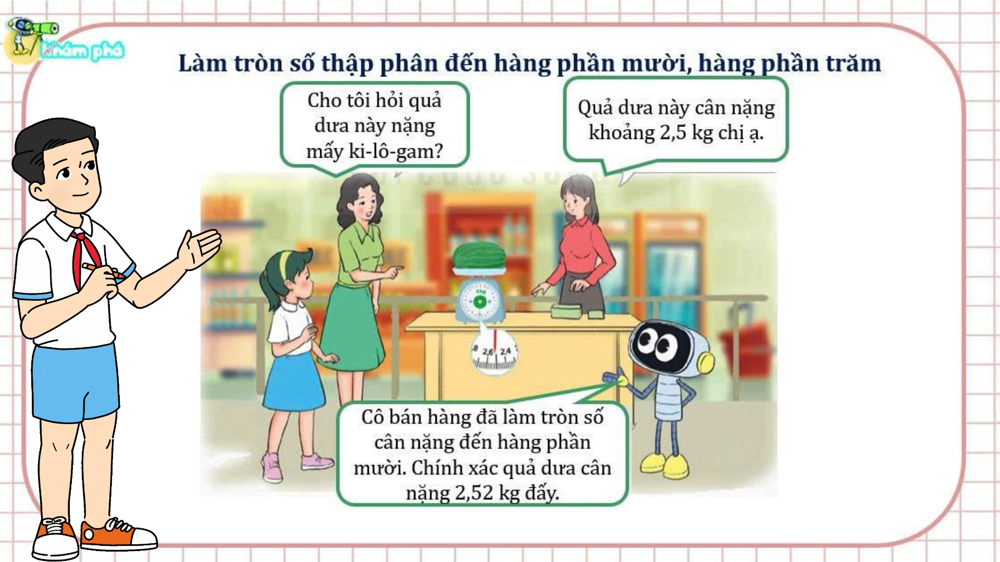 khám phá
Làm tròn số thập phân đến hàng phần mười, hàng phần trăm
Cho tôi hỏi quả
dưa này nặng
mấy ki-lô-gam?
Quả dưa này cân nặng
khoảng 2,5 kg chị ạ.
5kg
8 2.6 2.4
Cô bán hàng đã làm tròn số
cân nặng đến hàng phần
mười. Chính xác quả dưa cân
nặng 2,52 kg đấy.